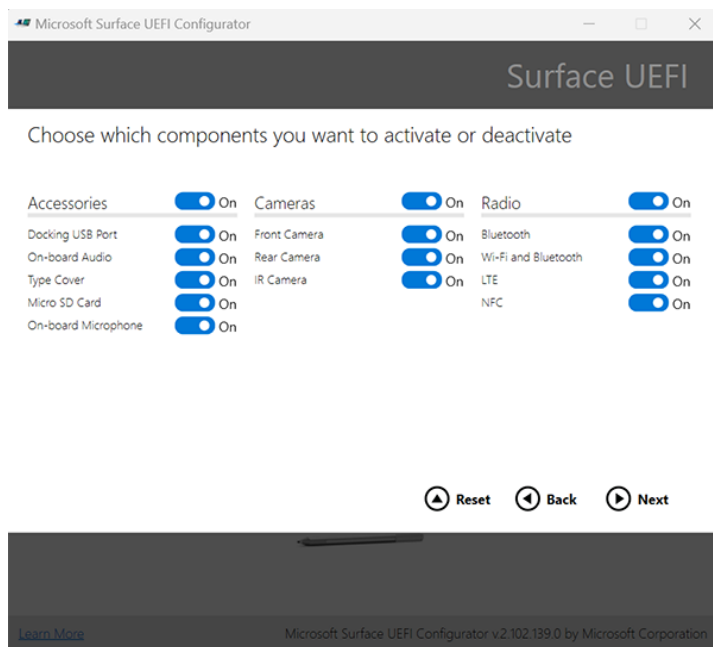 Microsoft Surface UEFI Configurator
Surface UEFI
Choose which components you want to activate or deactivate
Accessories On
Docking USB Port On
On-board Audio On
Type Cover On
Micro SD Card On
On-board Microphone On
Cameras On
Front Camera On
Rear Camera On
IR Camera On
Radio On
Bluetooth On
Wi-Fi and Bluetooth On
LTE On
NFC On
Reset Back Next
Learn More Microsoft Surface UEFI Configurator v.2.102.139.0 by Microsoft Corporation